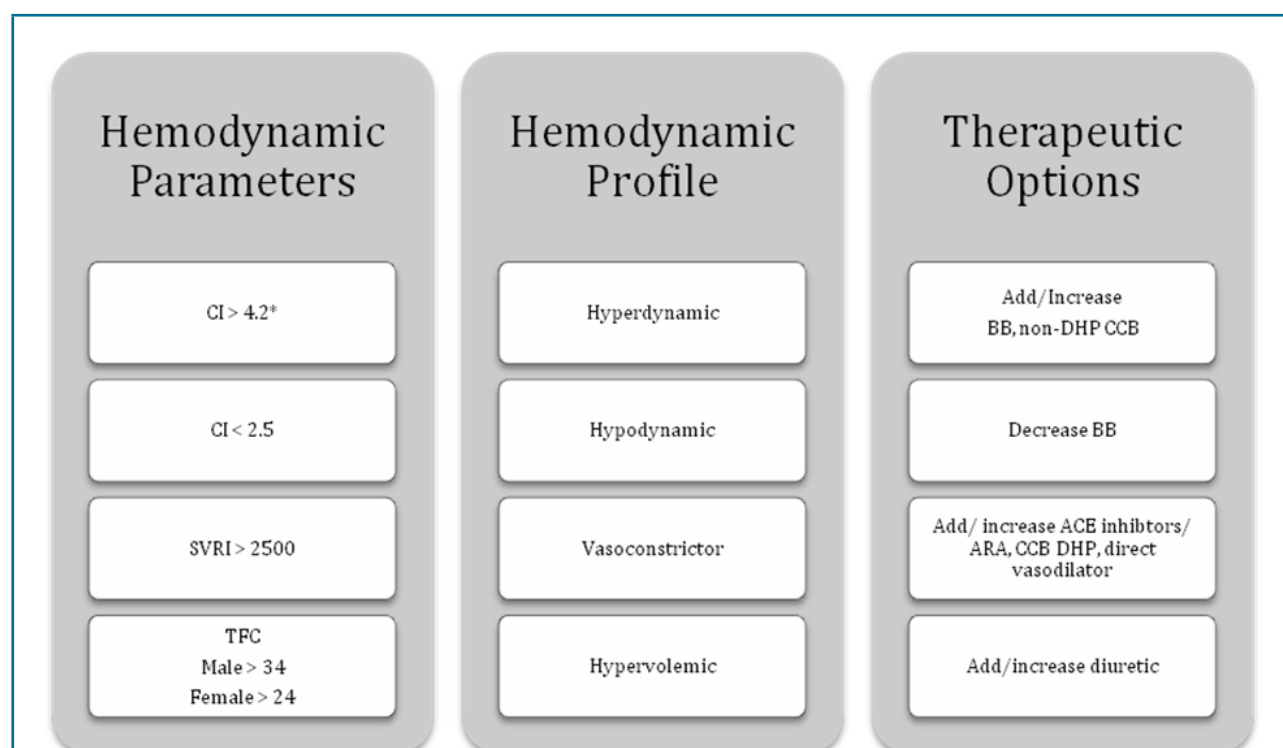 Hemodynamic
Parameters
CI > 4.2*
CI < 2.5
SVRI > 2500
TFC
Male > 34
Female > 24
Hemodynamic
Profile
Hyperdynamic
Hypodynamic
Vasoconstrictor
Hypervolemic
Therapeutic
Options
Add/Increase
BB, non-DHP CCB
Decrease BB
Add/ increase ACE inhibtors/
ARA, CCB DHP, direct
vasodilator
Add/increase diuretic